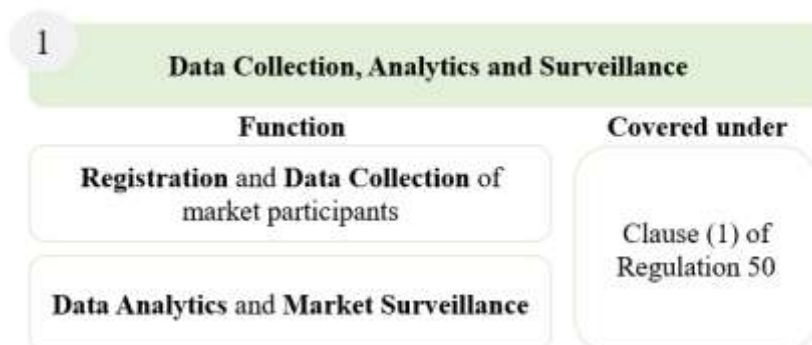 1
Data Collection, Analytics and Surveillance
Function
Covered under
Registration and Data Collection of
market participants
Clause (1) of
Regulation 50
Data Analytics and Market Surveillance